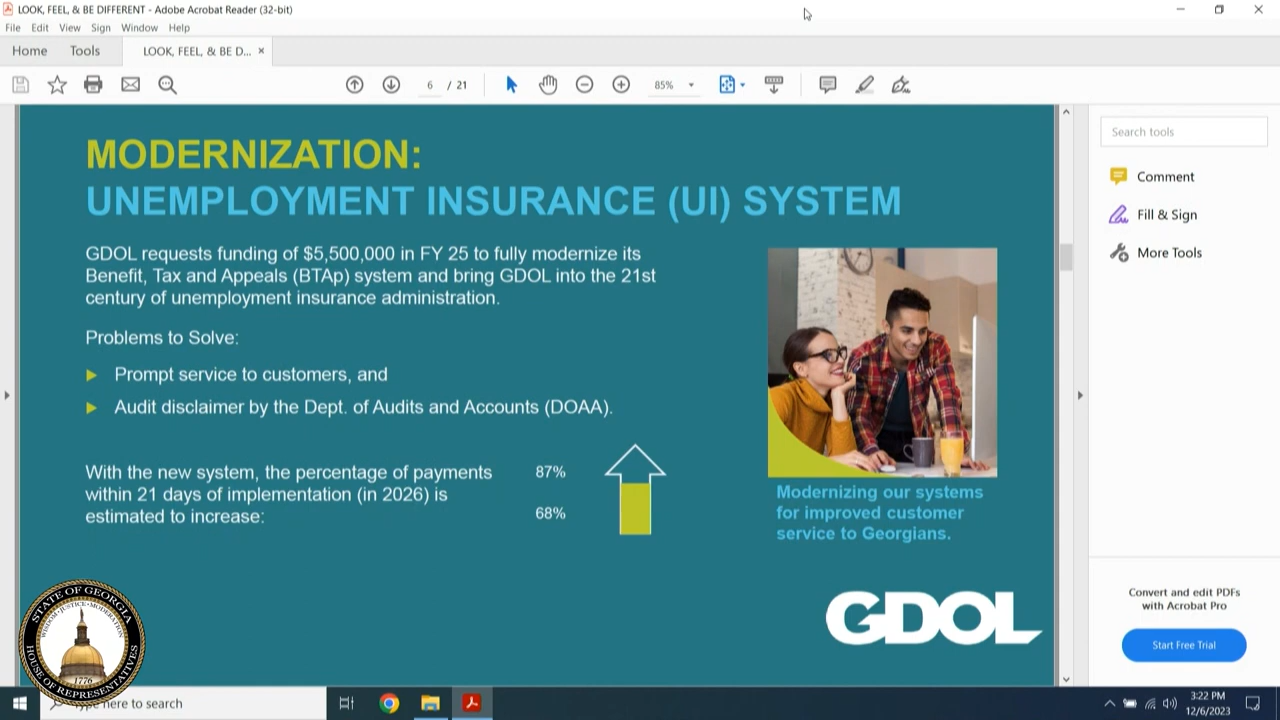 LOOK, FEEL, & BE DIFFERENT - Adobe Acrobat Reader (32-bit)
File Edit View Sign Window Help
Home Tools LOOK, FEEL, & BE D... ×
6 / 21 85%
MODERNIZATION:
UNEMPLOYMENT INSURANCE (UI) SYSTEM
GDOL requests funding of $5,500,000 in FY 25 to fully modernize its
Benefit, Tax and Appeals (BTAp) system and bring GDOL into the 21st
century of unemployment insurance administration.
Problems to Solve:
Prompt service to customers, and
Audit disclaimer by the Dept. of Audits and Accounts (DOAA).
With the new system, the percentage of payments
within 21 days of implementation (in 2026) is
estimated to increase:
87%
68%
Modernizing our systems
for improved customer
service to Georgians.
GDOL
Search tools
Comment
Fill & Sign
More Tools
Convert and edit PDFs
with Acrobat Pro
Start Free Trial
STATE OF GEORGIA
WISDOM · JUSTICE · MODERATION
1776
HOUSE OF REPRESENTATIVES
here to search
3:22 PM
12/6/2023